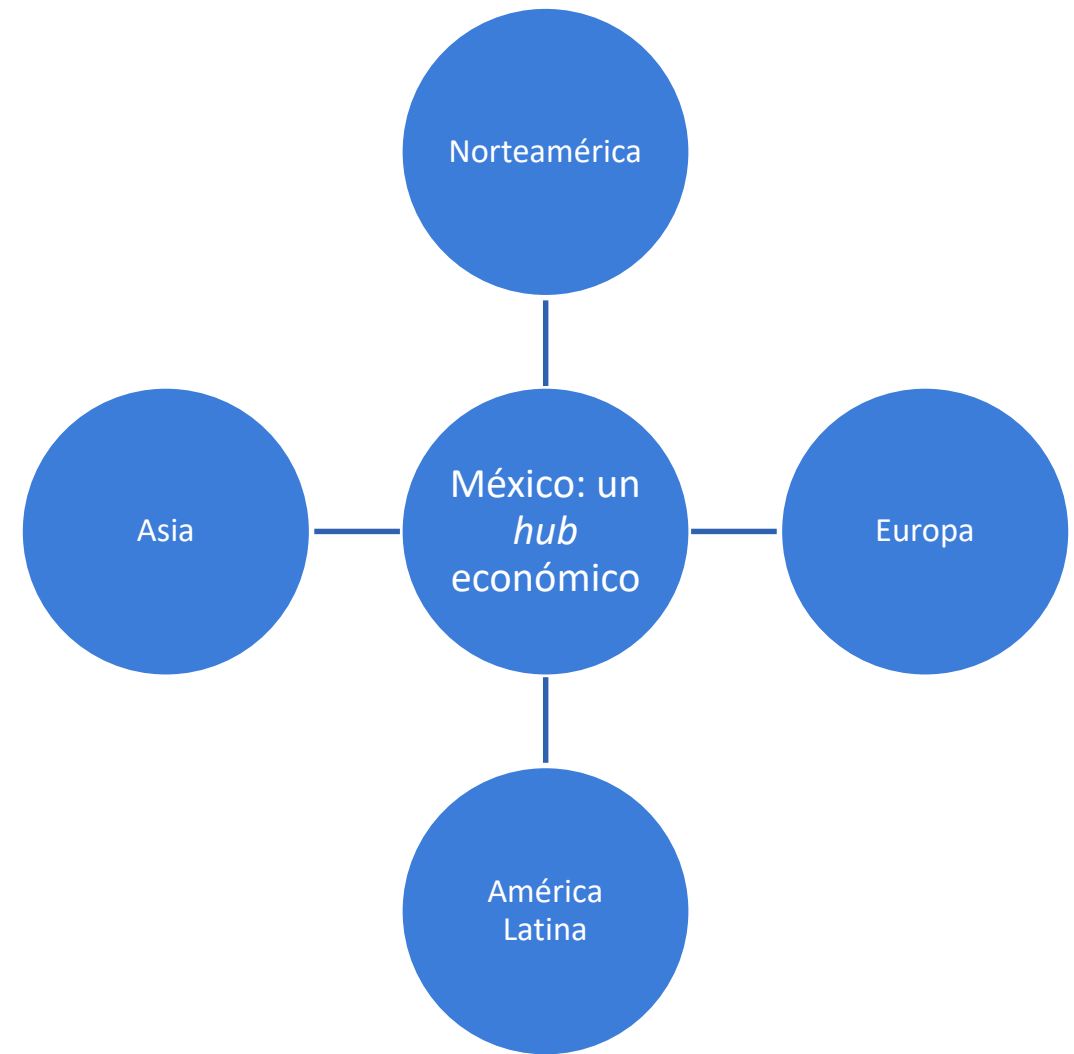 Norteamérica
Asia
México: un
hub
económico
Europa
América
Latina